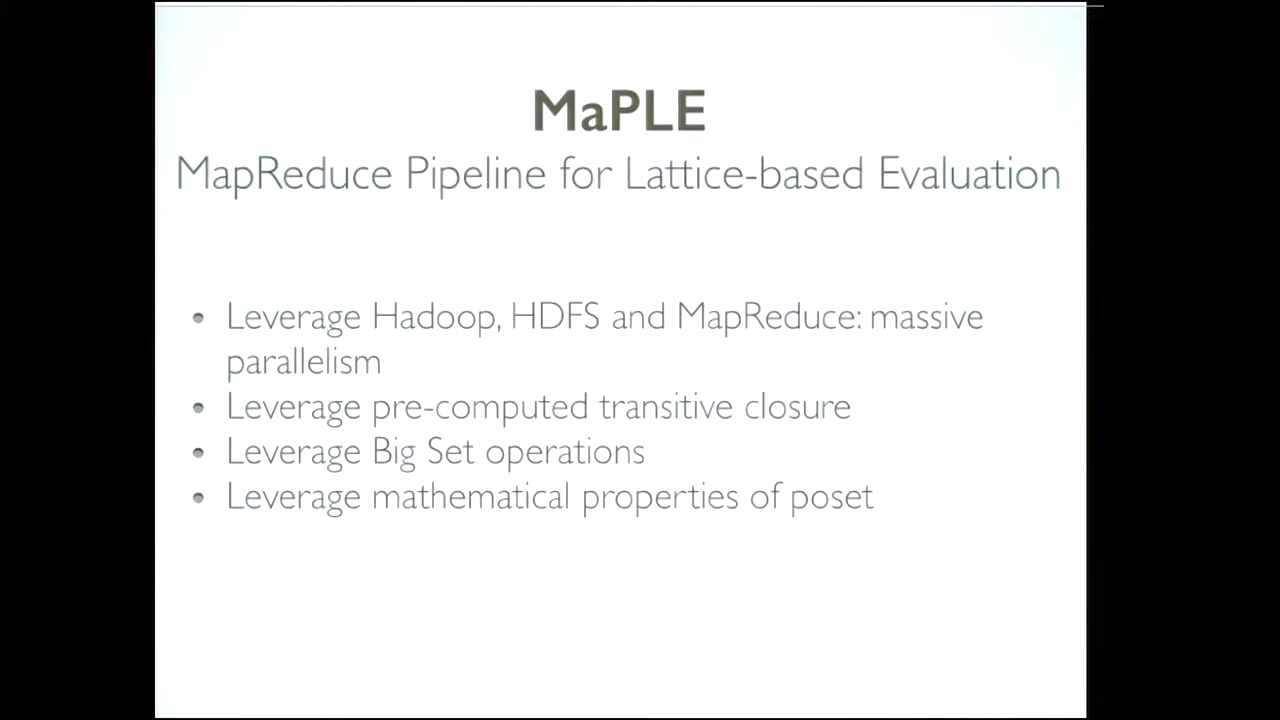 MaPLE
MapReduce Pipeline for Lattice-based Evaluation
• Leverage Hadoop, HDFS and MapReduce: massive
parallelism
• Leverage pre-computed transitive closure
• Leverage Big Set operations
• Leverage mathematical properties of poset